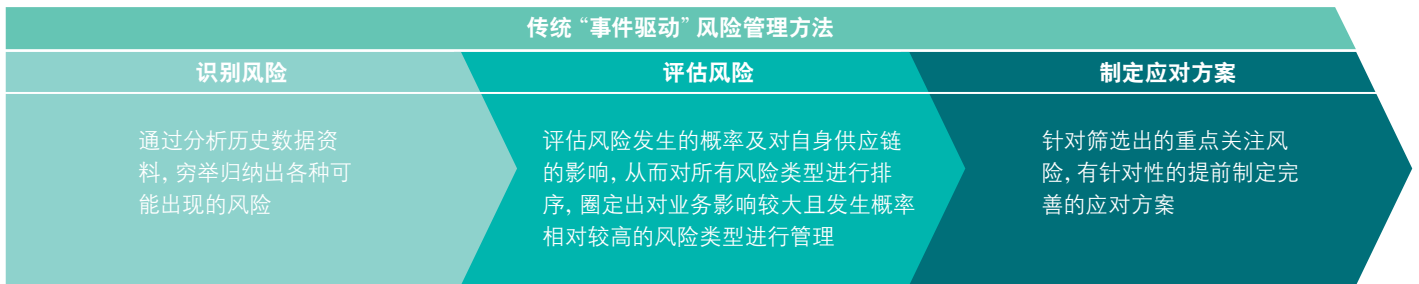 传统“事件驱动”风险管理方法
识别风险
通过分析历史数据资
料, 穷举归纳出各种可
能出现的风险
评估风险
评估风险发生的概率及对自身供应链
的影响, 从而对所有风险类型进行排
序, 圈定出对业务影响较大且发生概率
相对较高的风险类型进行管理
制定应对方案
针对筛选出的重点关注风
险, 有针对性的提前制定完
善的应对方案